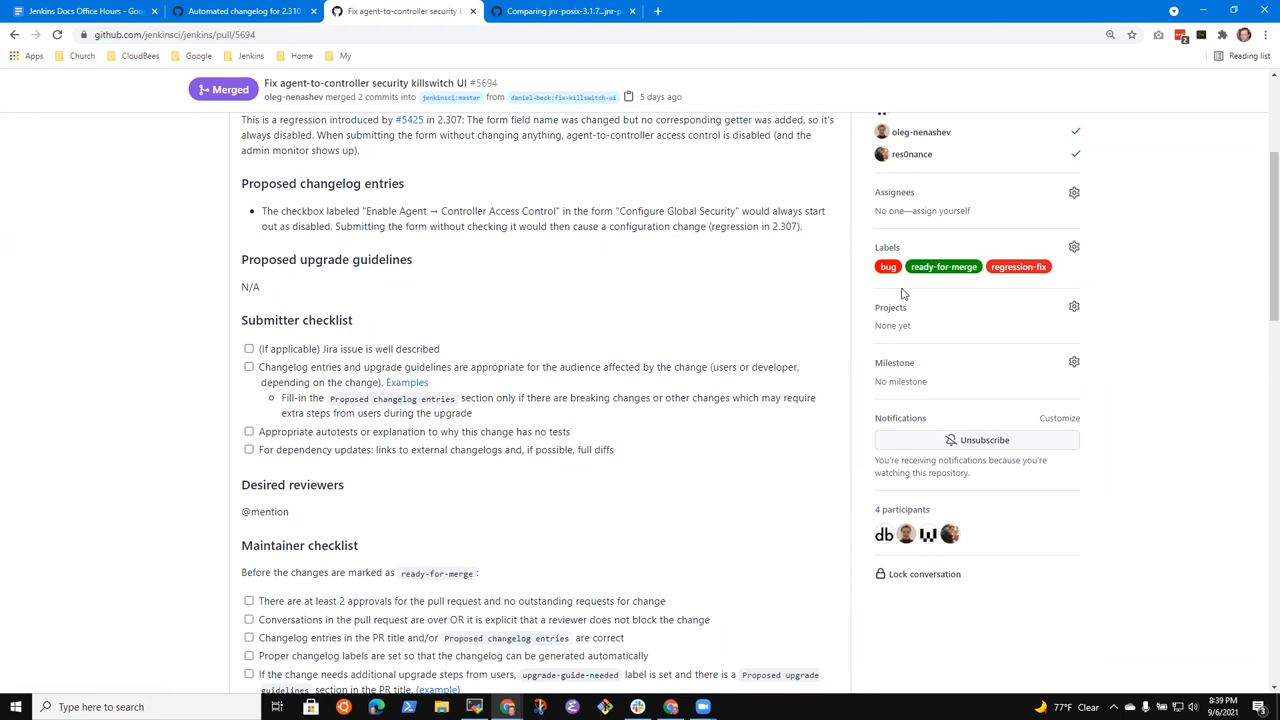 Jenkins Docs Office Hours - Goo
Automated changelog for 2.310
Fix agent-to-controller security k
Comparing jnr-posix-3.1.7...jnr-p
github.com/jenkinsci/jenkins/pull/5694
Apps
Church
CloudBees
Google
Jenkins
Home
My
Reading list
Merged
Fix agent-to-controller security killswitch UI #5694
oleg-nenashev merged 2 commits into jenkinsci:master from daniel-beck:fix-killswitch-ui 5 days ago
This is a regression introduced by #5425 in 2.307: The form field name was changed but no corresponding getter was added, so it's
always disabled. When submitting the form without changing anything, agent-to-controller access control is disabled (and the
admin monitor shows up).
Proposed changelog entries
The checkbox labeled "Enable Agent → Controller Access Control" in the form "Configure Global Security" would always start
out as disabled. Submitting the form without checking it would then cause a configuration change (regression in 2.307).
Proposed upgrade guidelines
N/A
Submitter checklist
(If applicable) Jira issue is well described
Changelog entries and upgrade guidelines are appropriate for the audience affected by the change (users or developer,
depending on the change). Examples
Fill-in the Proposed changelog entries section only if there are breaking changes or other changes which may require
extra steps from users during the upgrade
Appropriate autotests or explanation to why this change has no tests
For dependency updates: links to external changelogs and, if possible, full diffs
Desired reviewers
@mention
Maintainer checklist
Before the changes are marked as ready-for-merge :
There are at least 2 approvals for the pull request and no outstanding requests for change
Conversations in the pull request are over OR it is explicit that a reviewer does not block the change
Changelog entries in the PR title and/or Proposed changelog entries are correct
Proper changelog labels are set so that the changelog can be generated automatically
If the change needs additional upgrade steps from users, upgrade-guide-needed label is set and there is a Proposed upgrade
guidelines section in the PR title. (example)
oleg-nenashev
res0nance
Assignees
No one—assign yourself
Labels
bug
ready-for-merge
regression-fix
Projects
None yet
Milestone
No milestone
Notifications
Customize
Unsubscribe
You're receiving notifications because you're
watching this repository.
4 participants
db
Lock conversation
Type here to search
77°F Clear
8:39 PM
9/6/2021